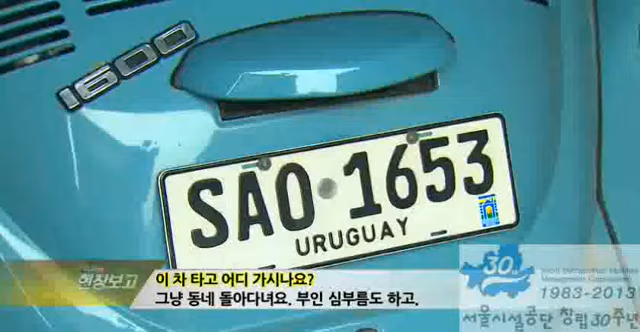 1600
SAO 1653
URUGUAY
현장보고
이 차 타고 어디 가시나요?
그냥 동네 돌아다녀요. 부인 심부름도 하고.
30
1983-2013
서울시설공단 창립30주년